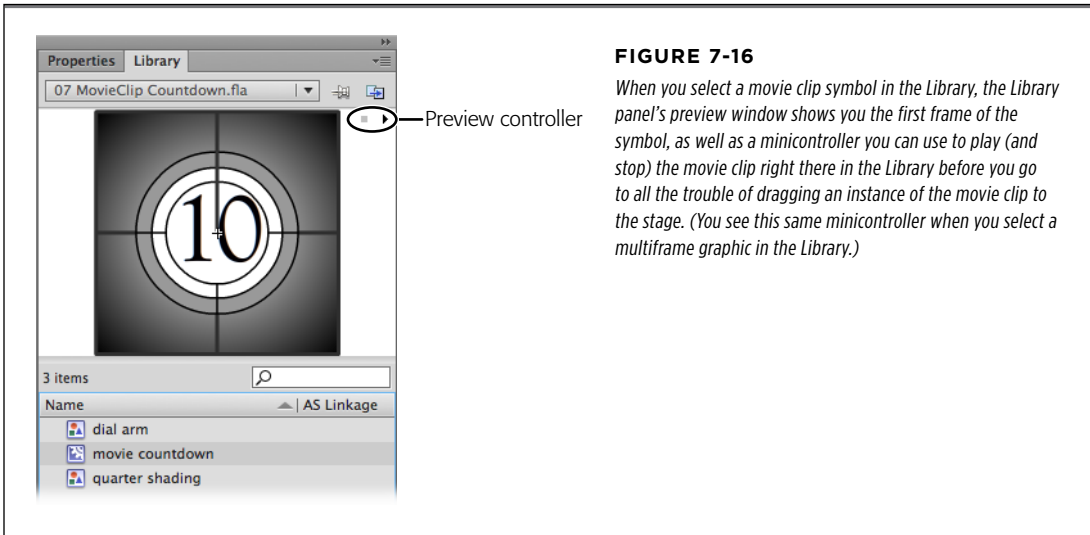 Properties Library
07 MovieClip Countdown.fla
10
Preview controller
3 items
Name AS Linkage
dial arm
movie countdown
quarter shading
FIGURE 7-16
When you select a movie clip symbol in the Library, the Library
panel's preview window shows you the first frame of the
symbol, as well as a minicontroller you can use to play (and
stop) the movie clip right there in the Library before you go
to all the trouble of dragging an instance of the movie clip to
the stage. (You see this same minicontroller when you select a
multiframe graphic in the Library.)